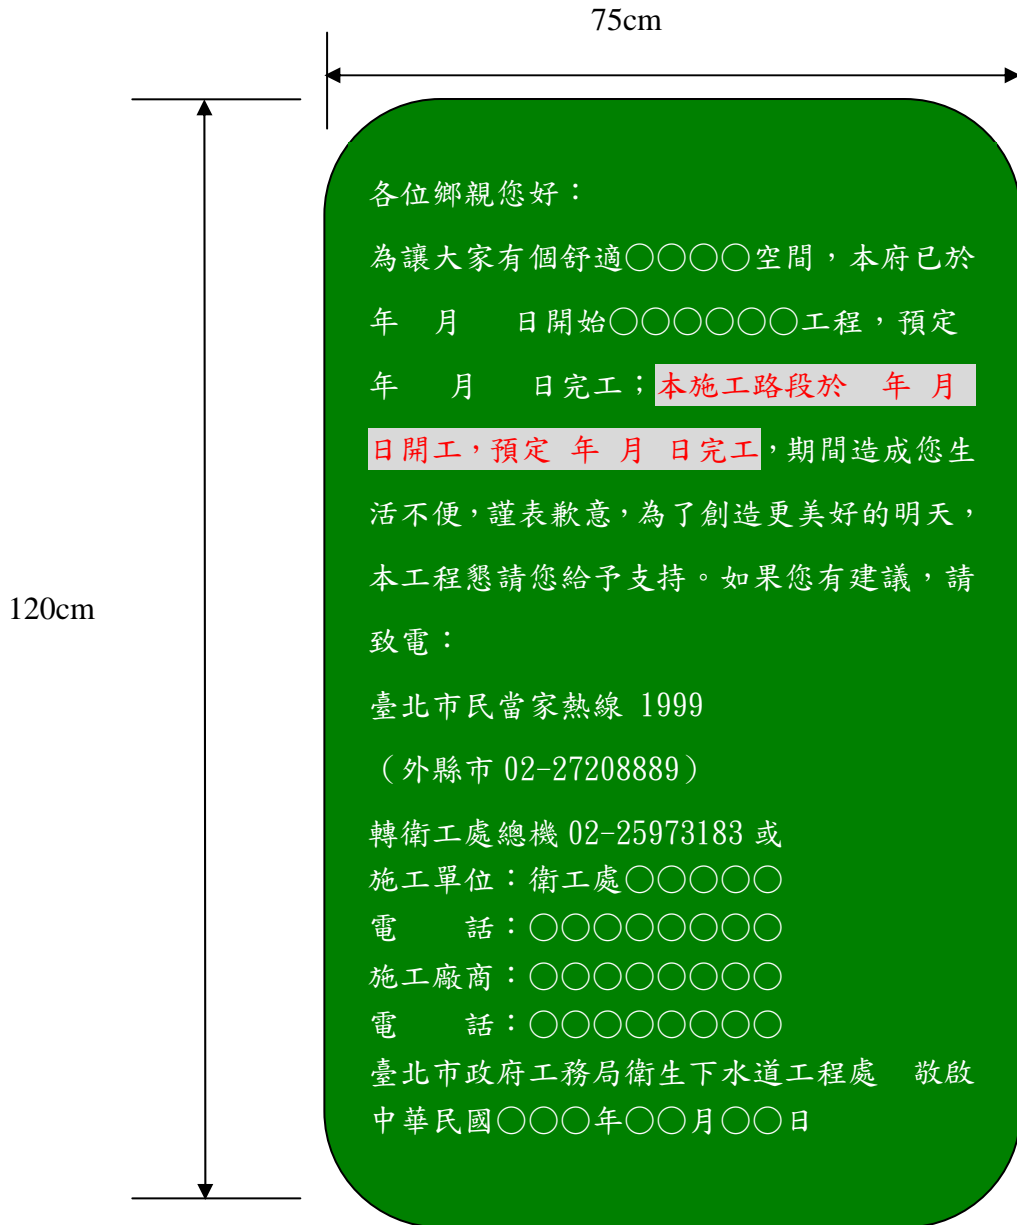 75cm
120cm
各位鄉親您好：
為讓大家有個舒適○○○○空間，本府已於
年　月　　日開始○○○○○○工程，預定
年　　月　　日完工；本施工路段於　年 月
日開工，預定 年 月 日完工，期間造成您生
活不便，謹表歉意，為了創造更美好的明天，
本工程懇請您給予支持。如果您有建議，請
致電：
臺北市民當家熱線 1999
（外縣市 02-27208889）
轉衛工處總機 02-25973183 或
施工單位：衛工處○○○○○
電　　話：○○○○○○○○
施工廠商：○○○○○○○○
電　　話：○○○○○○○○
臺北市政府工務局衛生下水道工程處　敬啟
中華民國○○○年○○月○○日